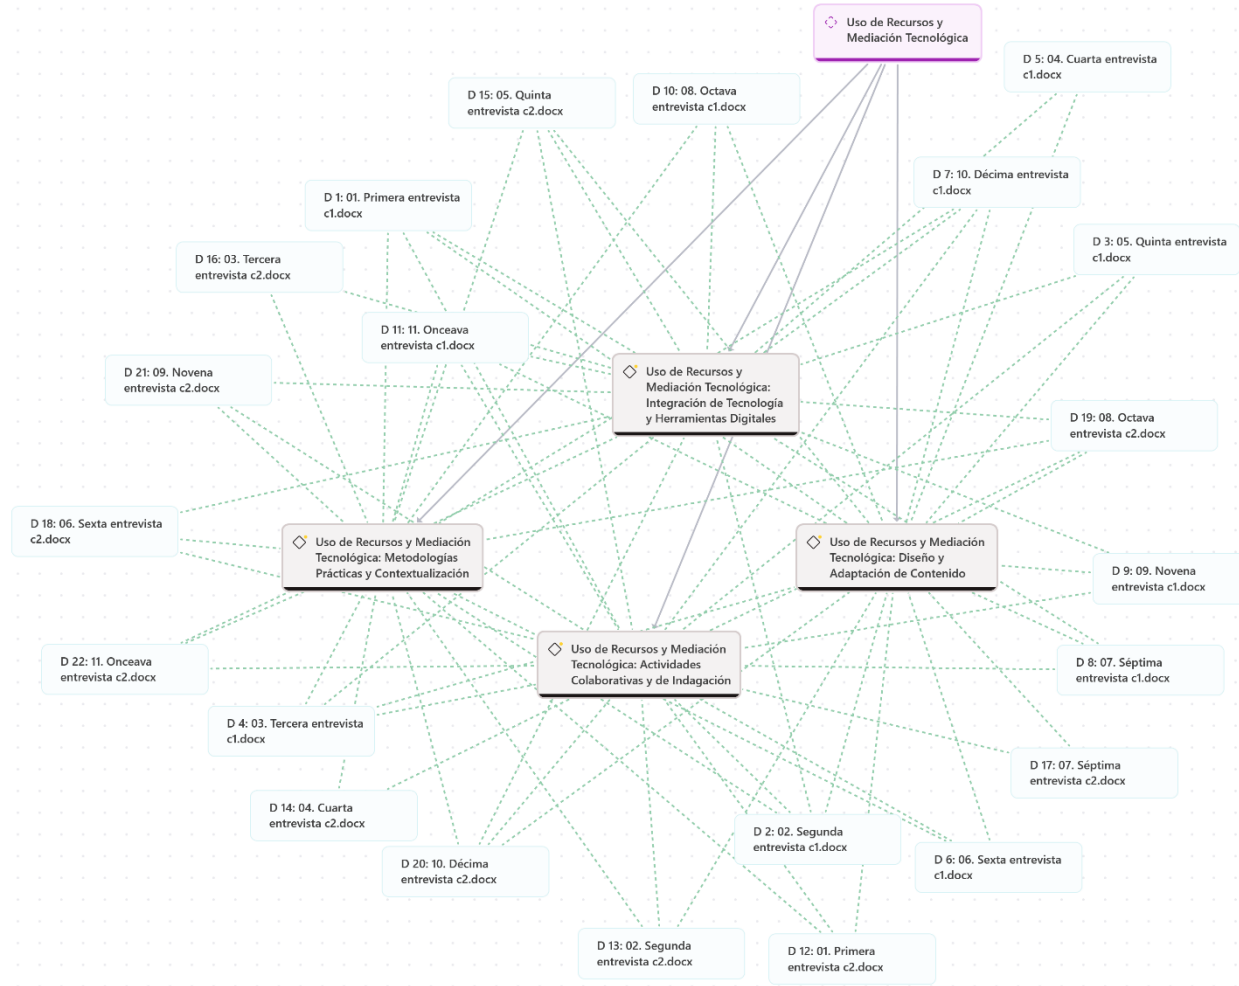 Uso de Recursos y
Mediación Tecnológica
D 5: 04. Cuarta entrevista
c1.docx
D 15: 05. Quinta
entrevista c2.docx
D 10: 08. Octava
entrevista c1.docx
D 7: 10. Décima entrevista
c1.docx
D 1: 01. Primera entrevista
c1.docx
D 3: 05. Quinta entrevista
c1.docx
D 16: 03. Tercera
entrevista c2.docx
D 11: 11. Onceava
entrevista c1.docx
D 21: 09. Novena
entrevista c2.docx
Uso de Recursos y
Mediación Tecnológica:
Integración de Tecnología
y Herramientas Digitales
D 19: 08. Octava
entrevista c2.docx
D 18: 06. Sexta entrevista
c2.docx
Uso de Recursos y Mediación
Tecnológica: Metodologías
Prácticas y Contextualización
Uso de Recursos y Mediación
Tecnológica: Diseño y
Adaptación de Contenido
D 9: 09. Novena
entrevista c1.docx
Uso de Recursos y Mediación
Tecnológica: Actividades
Colaborativas y de Indagación
D 22: 11. Onceava
entrevista c2.docx
D 8: 07. Séptima
entrevista c1.docx
D 4: 03. Tercera entrevista
c1.docx
D 17: 07. Séptima
entrevista c2.docx
D 14: 04. Cuarta
entrevista c2.docx
D 2: 02. Segunda
entrevista c1.docx
D 20: 10. Décima
entrevista c2.docx
D 6: 06. Sexta entrevista
c1.docx
D 13: 02. Segunda
entrevista c2.docx
D 12: 01. Primera
entrevista c2.docx